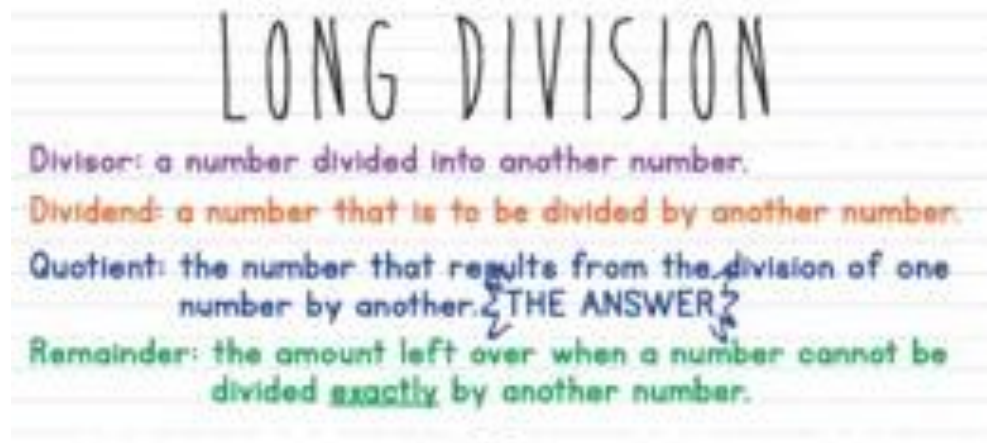 LONG DIVISION
Divisor: a number divided into another number.
Dividend: a number that is to be divided by another number.
Quotient: the number that results from the division of one
number by another. THE ANSWER
Remainder: the amount left over when a number cannot be
divided exactly by another number.